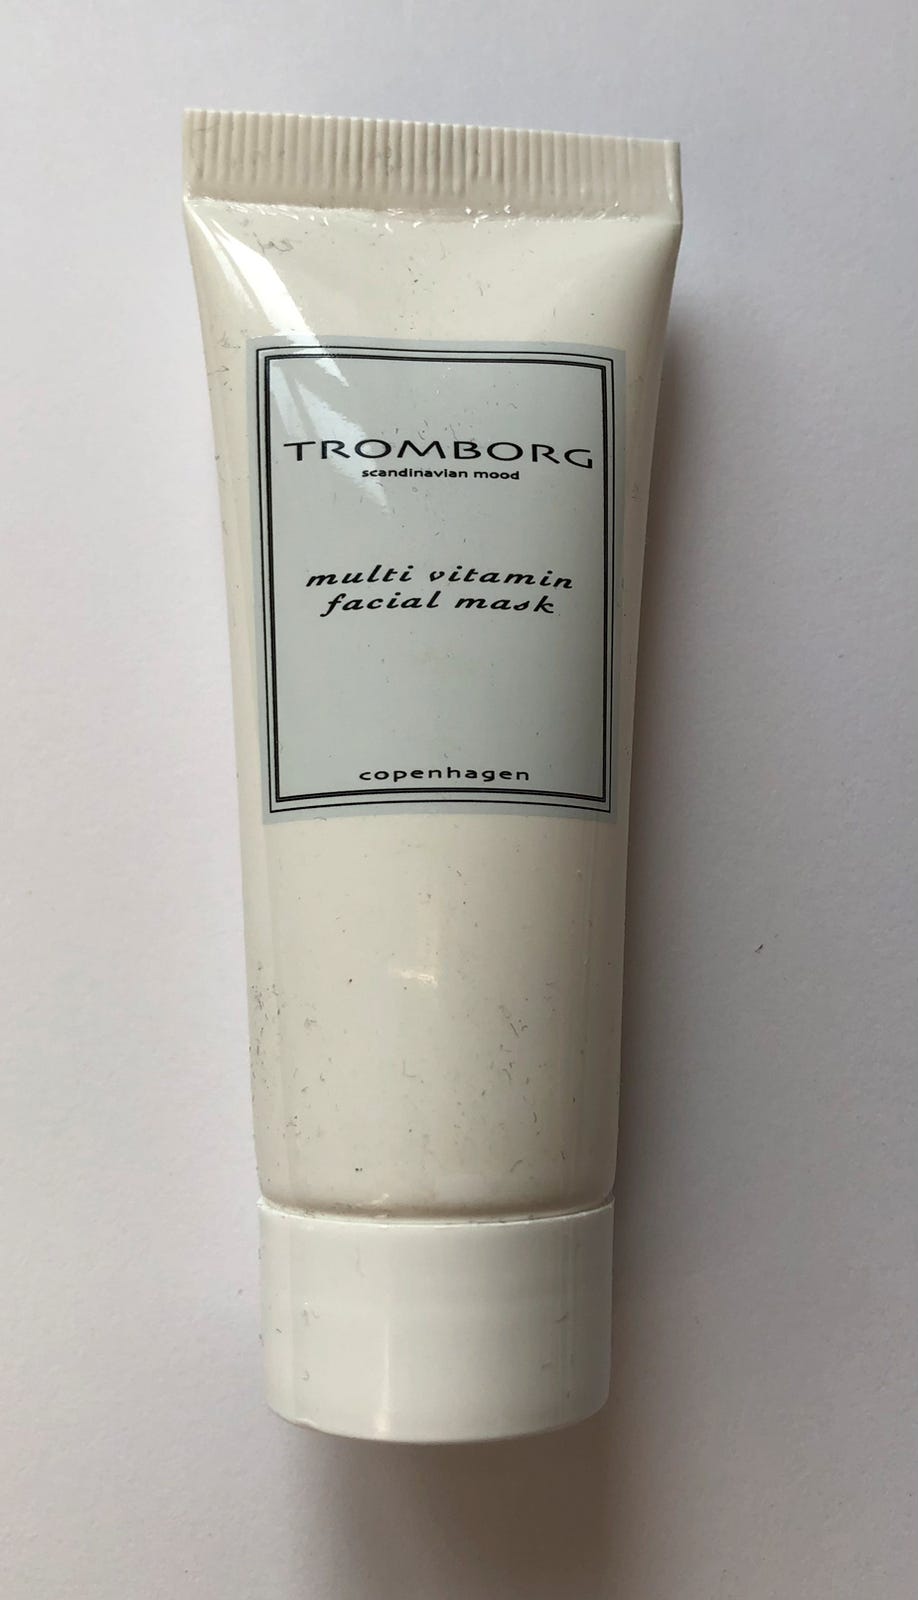 TROMBORG
scandinavian mood
multi vitamin
facial mask
copenhagen